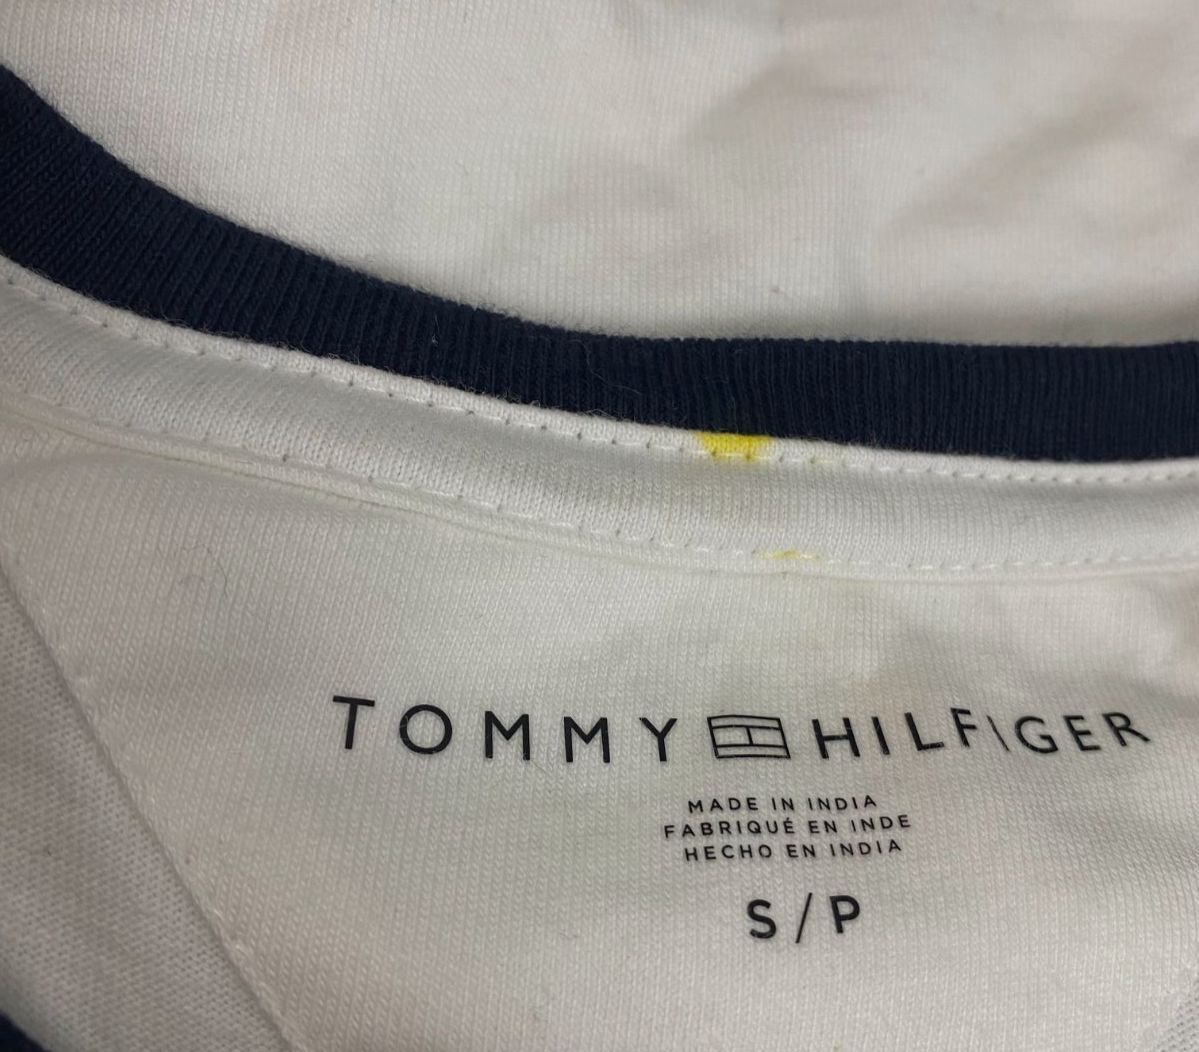 TOMMY HILFIGER
MADE IN INDIA
FABRIQUÉ EN INDE
HECHO EN INDIA
S/P